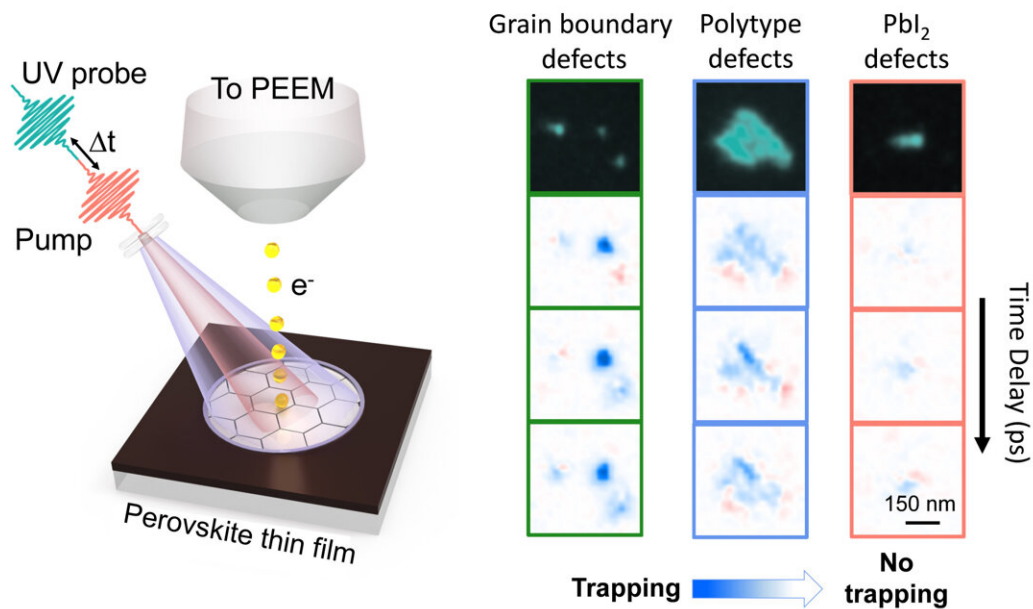 UV probe
Δt
Pump
To PEEM
e⁻
Perovskite thin film
Grain boundary
defects
Polytype
defects
PbI₂
defects
Time Delay (ps)
150 nm
Trapping
No
trapping